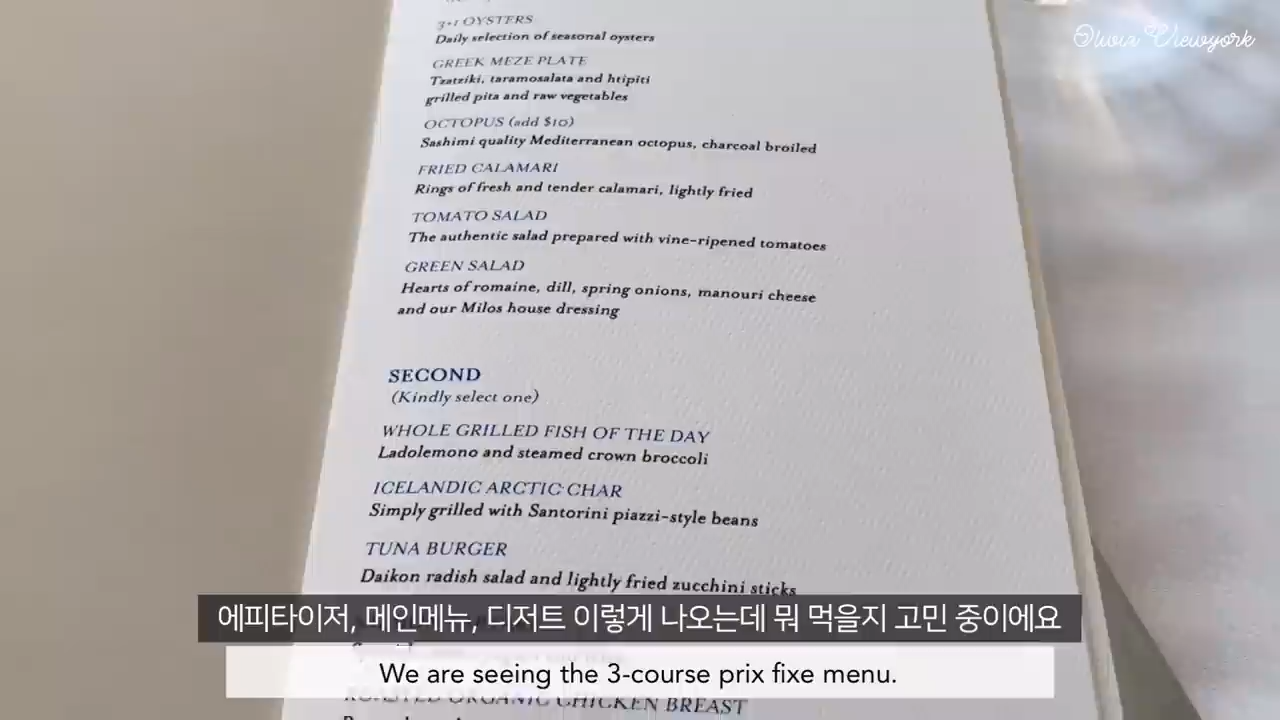 Olivia Viewyork
3+1 OYSTERS
Daily selection of seasonal oysters
GREEK MEZE PLATE
Tzatziki, taramosalata and htipiti
grilled pita and raw vegetables
OCTOPUS (add $10)
Sashimi quality Mediterranean octopus, charcoal broiled
FRIED CALAMARI
Rings of fresh and tender calamari, lightly fried
TOMATO SALAD
The authentic salad prepared with vine-ripened tomatoes
GREEN SALAD
Hearts of romaine, dill, spring onions, manouri cheese
and our Milos house dressing
SECOND
(Kindly select one)
WHOLE GRILLED FISH OF THE DAY
Ladolemono and steamed crown broccoli
ICELANDIC ARCTIC CHAR
Simply grilled with Santorini piazzi-style beans
TUNA BURGER
Daikon radish salad and lightly fried zucchini sticks
에피타이저, 메인메뉴, 디저트 이렇게 나오는데 뭐 먹을지 고민 중이에요
We are seeing the 3-course prix fixe menu.
ROASTED ORGANIC CHICKEN BREAST